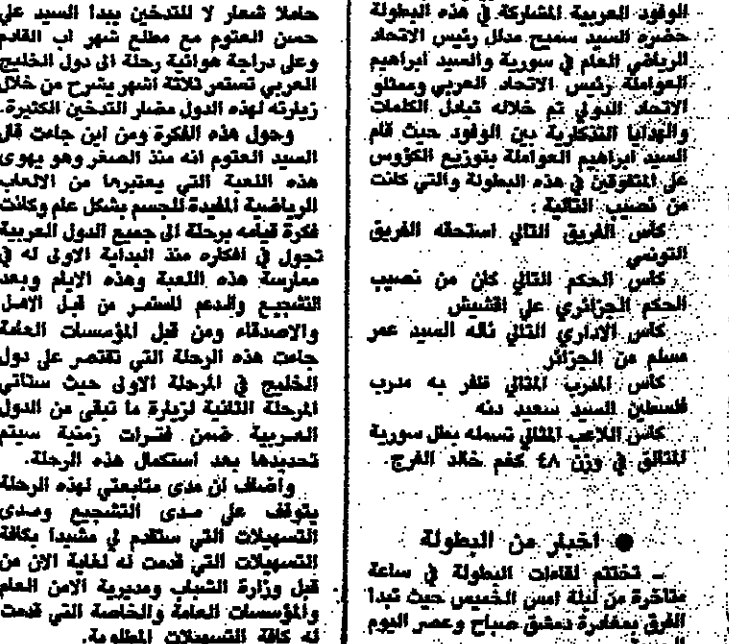 الوفود العربية المشاركة في هذه البطولة
حضره السيد سميح مدلل رئيس الاتحاد
الرياضي العام في سورية والسيد ابراهيم
العواملة رئيس الاتحاد العربي وممثلو
الاتحاد الدولي تم خلاله تبادل الكلمات
والهدايا التذكارية بين الوفود حيث قام
السيد ابراهيم العواملة بتوزيع الكؤوس
على المتفوقين في هذه البطولة والتي كانت
من نصيب التالية :
كأس الفريق المثالي استحقه الفريق
التونسي
كأس الحكم المثالي كان من نصيب
الحكم الجزائري علي اقشيش
كأس الاداري المثالي ناله السيد عمر
مسلم من الجزائر
كأس المدرب المثالي ظفر به مدرب
فلسطين السيد سعيد دنه
كأس اللاعب المثالي تسلمه بطل سورية
المتالق في وزن ٤٨ كغم خالد الفرج .
● اخبار من البطولة
ـ تختتم لقاءات البطولة في ساعة
متاخرة من ليلة امس الخميس حيث تبدا
الفرق بمغادرة دمشق صباح وعصر اليوم
حاملا شعار لا للتدخين يبدا السيد علي
حسن العتوم مع مطلع شهر اب القادم
وعلى دراجة هوائية رحلة الى دول الخليج
العربي تستمر ثلاثة اشهر يشرح من خلال
زيارته لهذه الدول مضار التدخين الكثيرة.
وحول هذه الفكرة ومن اين جاءت قال
السيد العتوم انه منذ الصغر وهو يهوى
هذه اللعبة التي يعتبرها من الالعاب
الرياضية المفيدة للجسم بشكل عام وكانت
فكرة قيامه برحلة الى جميع الدول العربية
تجول في افكاره منذ البداية الاولى له في
ممارسة هذه اللعبة وهذه الايام وبعد
التشجيع والدعم المستمر من قبل الاهل
والاصدقاء ومن قبل المؤسسات العامة
جاءت هذه الرحلة التي تقتصر على دول
الخليج في المرحلة الاولى حيث ستاتي
المرحلة الثانية لزيارة ما تبقى من الدول
العربية ضمن فترات زمنية سيتم
تحديدها بعد استكمال هذه الرحلة.
واضاف ان مدى متابعتي لهذه الرحلة
يتوقف على مدى التشجيع ومدى
التسهيلات التي ستقدم لي مشيدا بكافة
التسهيلات التي قدمت له لغاية الان من
قبل وزارة الشباب ومديرية الامن العام
والمؤسسات العامة والخاصة التي قدمت
له كافة التسهيلات المطلوبة.